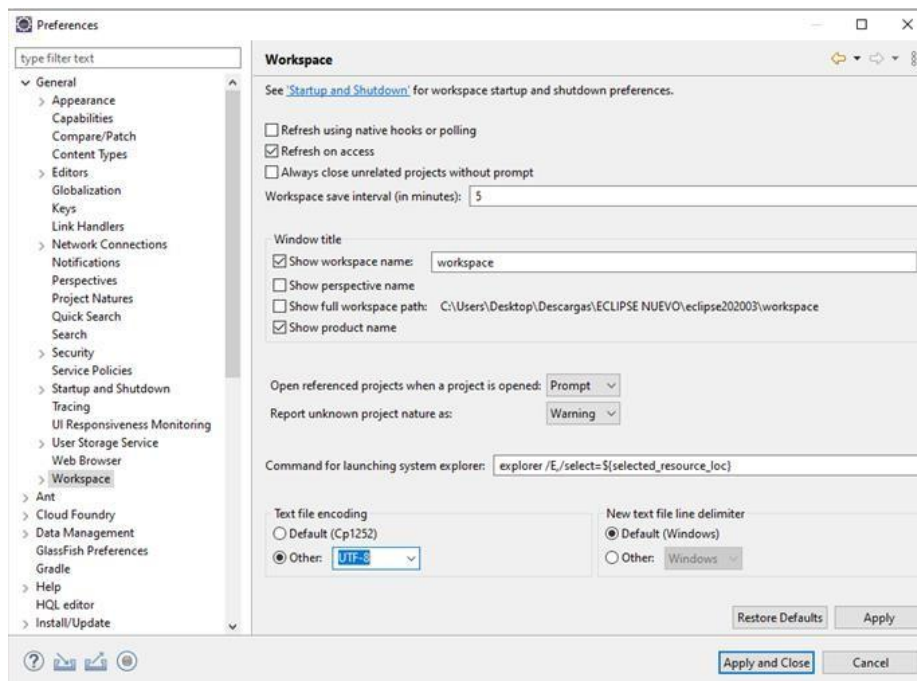 Preferences
type filter text
General
Appearance
Capabilities
Compare/Patch
Content Types
Editors
Globalization
Keys
Link Handlers
Network Connections
Notifications
Perspectives
Project Natures
Quick Search
Search
Security
Service Policies
Startup and Shutdown
Tracing
UI Responsiveness Monitoring
User Storage Service
Web Browser
Workspace
Ant
Cloud Foundry
Data Management
GlassFish Preferences
Gradle
Help
HQL editor
Install/Update
Workspace
See 'Startup and Shutdown' for workspace startup and shutdown preferences.
Refresh using native hooks or polling
Refresh on access
Always close unrelated projects without prompt
Workspace save interval (in minutes): 5
Window title
Show workspace name: workspace
Show perspective name
Show full workspace path: C:\Users\Desktop\Descargas\ECLIPSE NUEVO\eclipse202003\workspace
Show product name
Open referenced projects when a project is opened: Prompt
Report unknown project nature as: Warning
Command for launching system explorer: explorer /E,/select=${selected_resource_loc}
Text file encoding
Default (Cp1252)
Other: UTF-8
New text file line delimiter
Default (Windows)
Other: Windows
Restore Defaults Apply
? Apply and Close Cancel